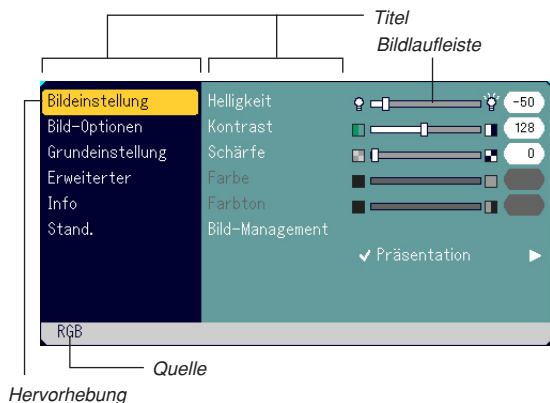 Titel
Bildlaufleiste
Bildeinstellung Helligkeit -50
Bild-Optionen Kontrast 128
Grundeinstellung Schärfe 0
Erweiterter Farbe
Info Farbton
Stand. Bild-Management
Präsentation
RGB
Quelle
Hervorhebung